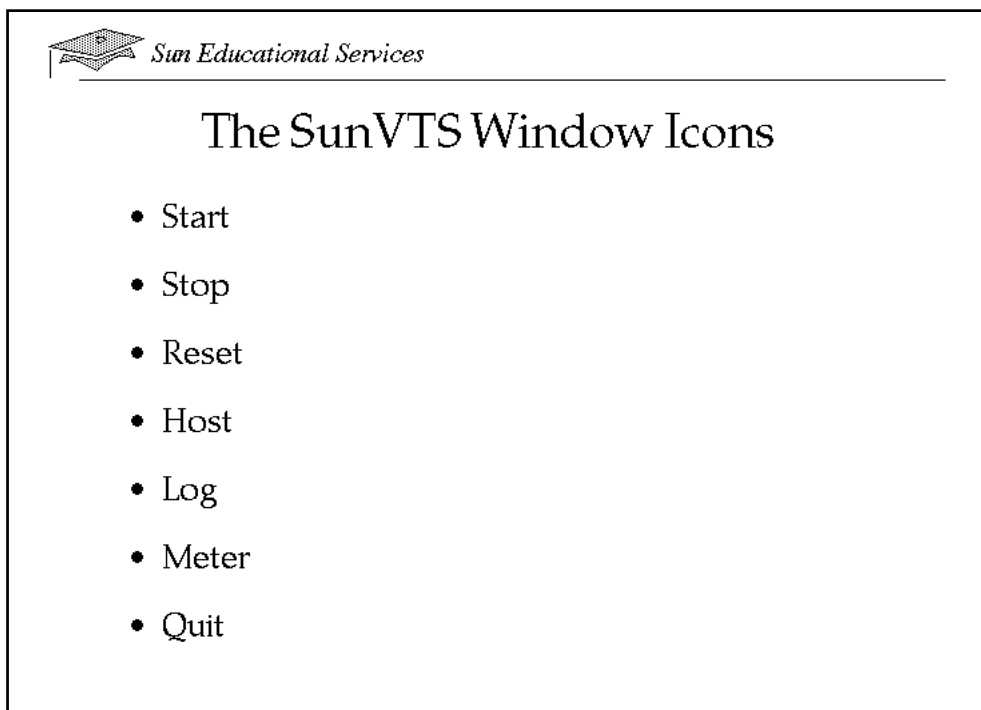 Sun Educational Services
The SunVTS Window Icons
• Start
• Stop
• Reset
• Host
• Log
• Meter
• Quit